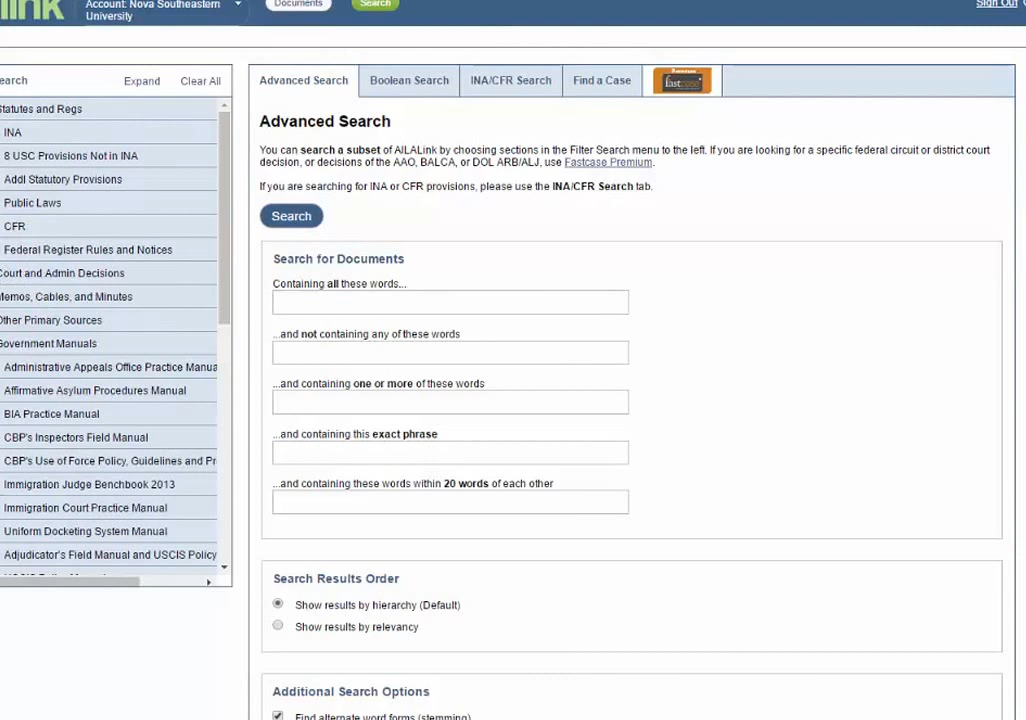 link
Account: Nova Southeastern
University
Documents
Search
Sign Out
earch
Expand
Clear All
Statutes and Regs
INA
8 USC Provisions Not in INA
Addl Statutory Provisions
Public Laws
CFR
Federal Register Rules and Notices
Court and Admin Decisions
Memos, Cables, and Minutes
Other Primary Sources
Government Manuals
Administrative Appeals Office Practice Manua
Affirmative Asylum Procedures Manual
BIA Practice Manual
CBP's Inspectors Field Manual
CBP's Use of Force Policy, Guidelines and Pr
Immigration Judge Benchbook 2013
Immigration Court Practice Manual
Uniform Docketing System Manual
Adjudicator's Field Manual and USCIS Policy
Advanced Search
Boolean Search
INA/CFR Search
Find a Case
fastcase
Advanced Search
You can search a subset of AILALink by choosing sections in the Filter Search menu to the left. If you are looking for a specific federal circuit or district court
decision, or decisions of the AAO, BALCA, or DOL ARB/ALJ, use Fastcase Premium.
If you are searching for INA or CFR provisions, please use the INA/CFR Search tab.
Search
Search for Documents
Containing all these words...
...and not containing any of these words
...and containing one or more of these words
...and containing this exact phrase
...and containing these words within 20 words of each other
Search Results Order
Show results by hierarchy (Default)
Show results by relevancy
Additional Search Options
Find alternate word forms (stemming)